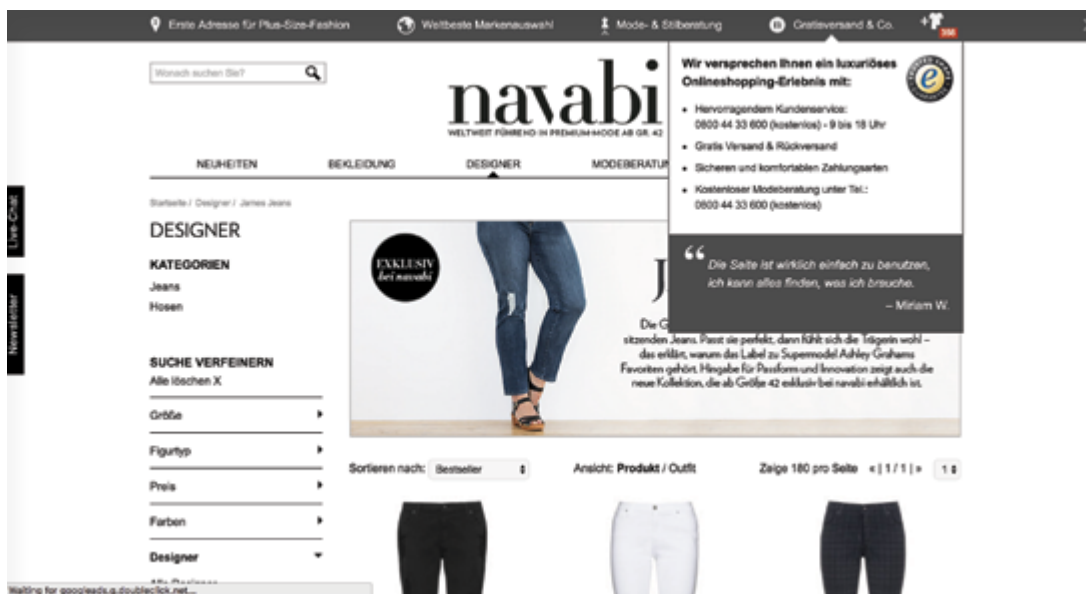 Erste Adresse für Plus-Size-Fashion
Weltbeste Markenauswahl
Mode- & Stilberatung
Gratisversand & Co.
Wonach suchen Sie?
navabi
WELTWEIT FÜHREND IN PREMIUM-MODE AB GR. 42
Wir versprechen Ihnen ein luxuriöses
Onlineshopping-Erlebnis mit:
Hervorragendem Kundenservice:
0800 44 33 600 (kostenlos) - 9 bis 18 Uhr
Gratis Versand & Rückversand
Sicheren und komfortablen Zahlungsarten
Kostenloser Modeberatung unter Tel.:
0800 44 33 600 (kostenlos)
“ Die Seite ist wirklich einfach zu benutzen,
ich kann alles finden, was ich brauche.
– Miriam W.
NEUHEITEN
BEKLEIDUNG
DESIGNER
MODEBERATUN
Live-Chat
Newsletter
Startseite / Designer / James Jeans
DESIGNER
KATEGORIEN
Jeans
Hosen
SUCHE VERFEINERN
Alle löschen X
Größe
Figurtyp
Preis
Farben
Designer
Alle Designer
EXKLUSIV
bei navabi
J
Die G
sitzenden Jeans. Passt sie perfekt, dann fühlt sich die Trägerin wohl –
das erklärt, warum das Label zu Supermodel Ashley Grahams
Favoriten gehört. Hingabe für Passform und Innovation zeigt auch die
neue Kollektion, die ab Größe 42 exklusiv bei navabi erhältlich ist.
Sortieren nach: Bestseller
Ansicht: Produkt / Outfit
Zeige 180 pro Seite « | 1 / 1 | » 1
Waiting for googleads.g.doubleclick.net...